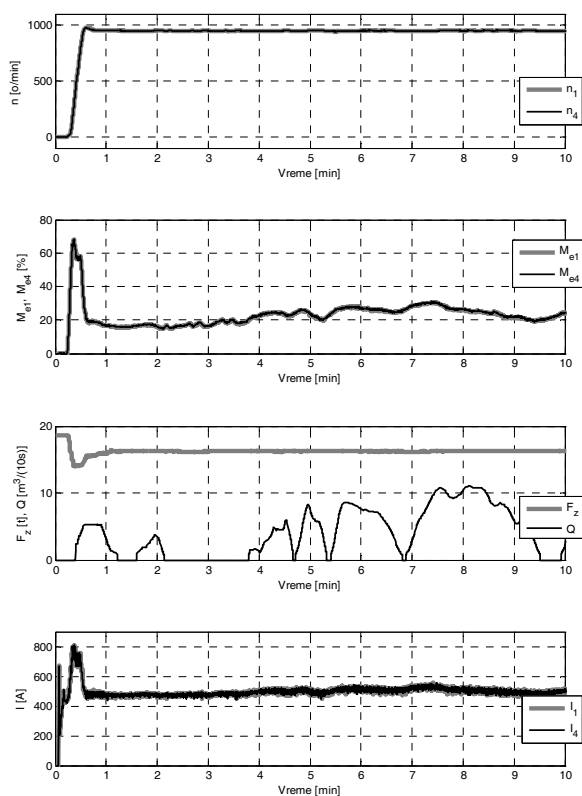 1000
500
0
n [o/min]
n1
n4
0 1 2 3 4 5 6 7 8 9 10
Vreme [min]
80
60
40
20
0
Me1, Me4 [%]
Me1
Me4
0 1 2 3 4 5 6 7 8 9 10
Vreme [min]
20
10
0
Fz [t], Q [m³/(10s)]
Fz
Q
0 1 2 3 4 5 6 7 8 9 10
Vreme [min]
800
600
400
200
0
I [A]
I1
I4
0 1 2 3 4 5 6 7 8 9 10
Vreme [min]